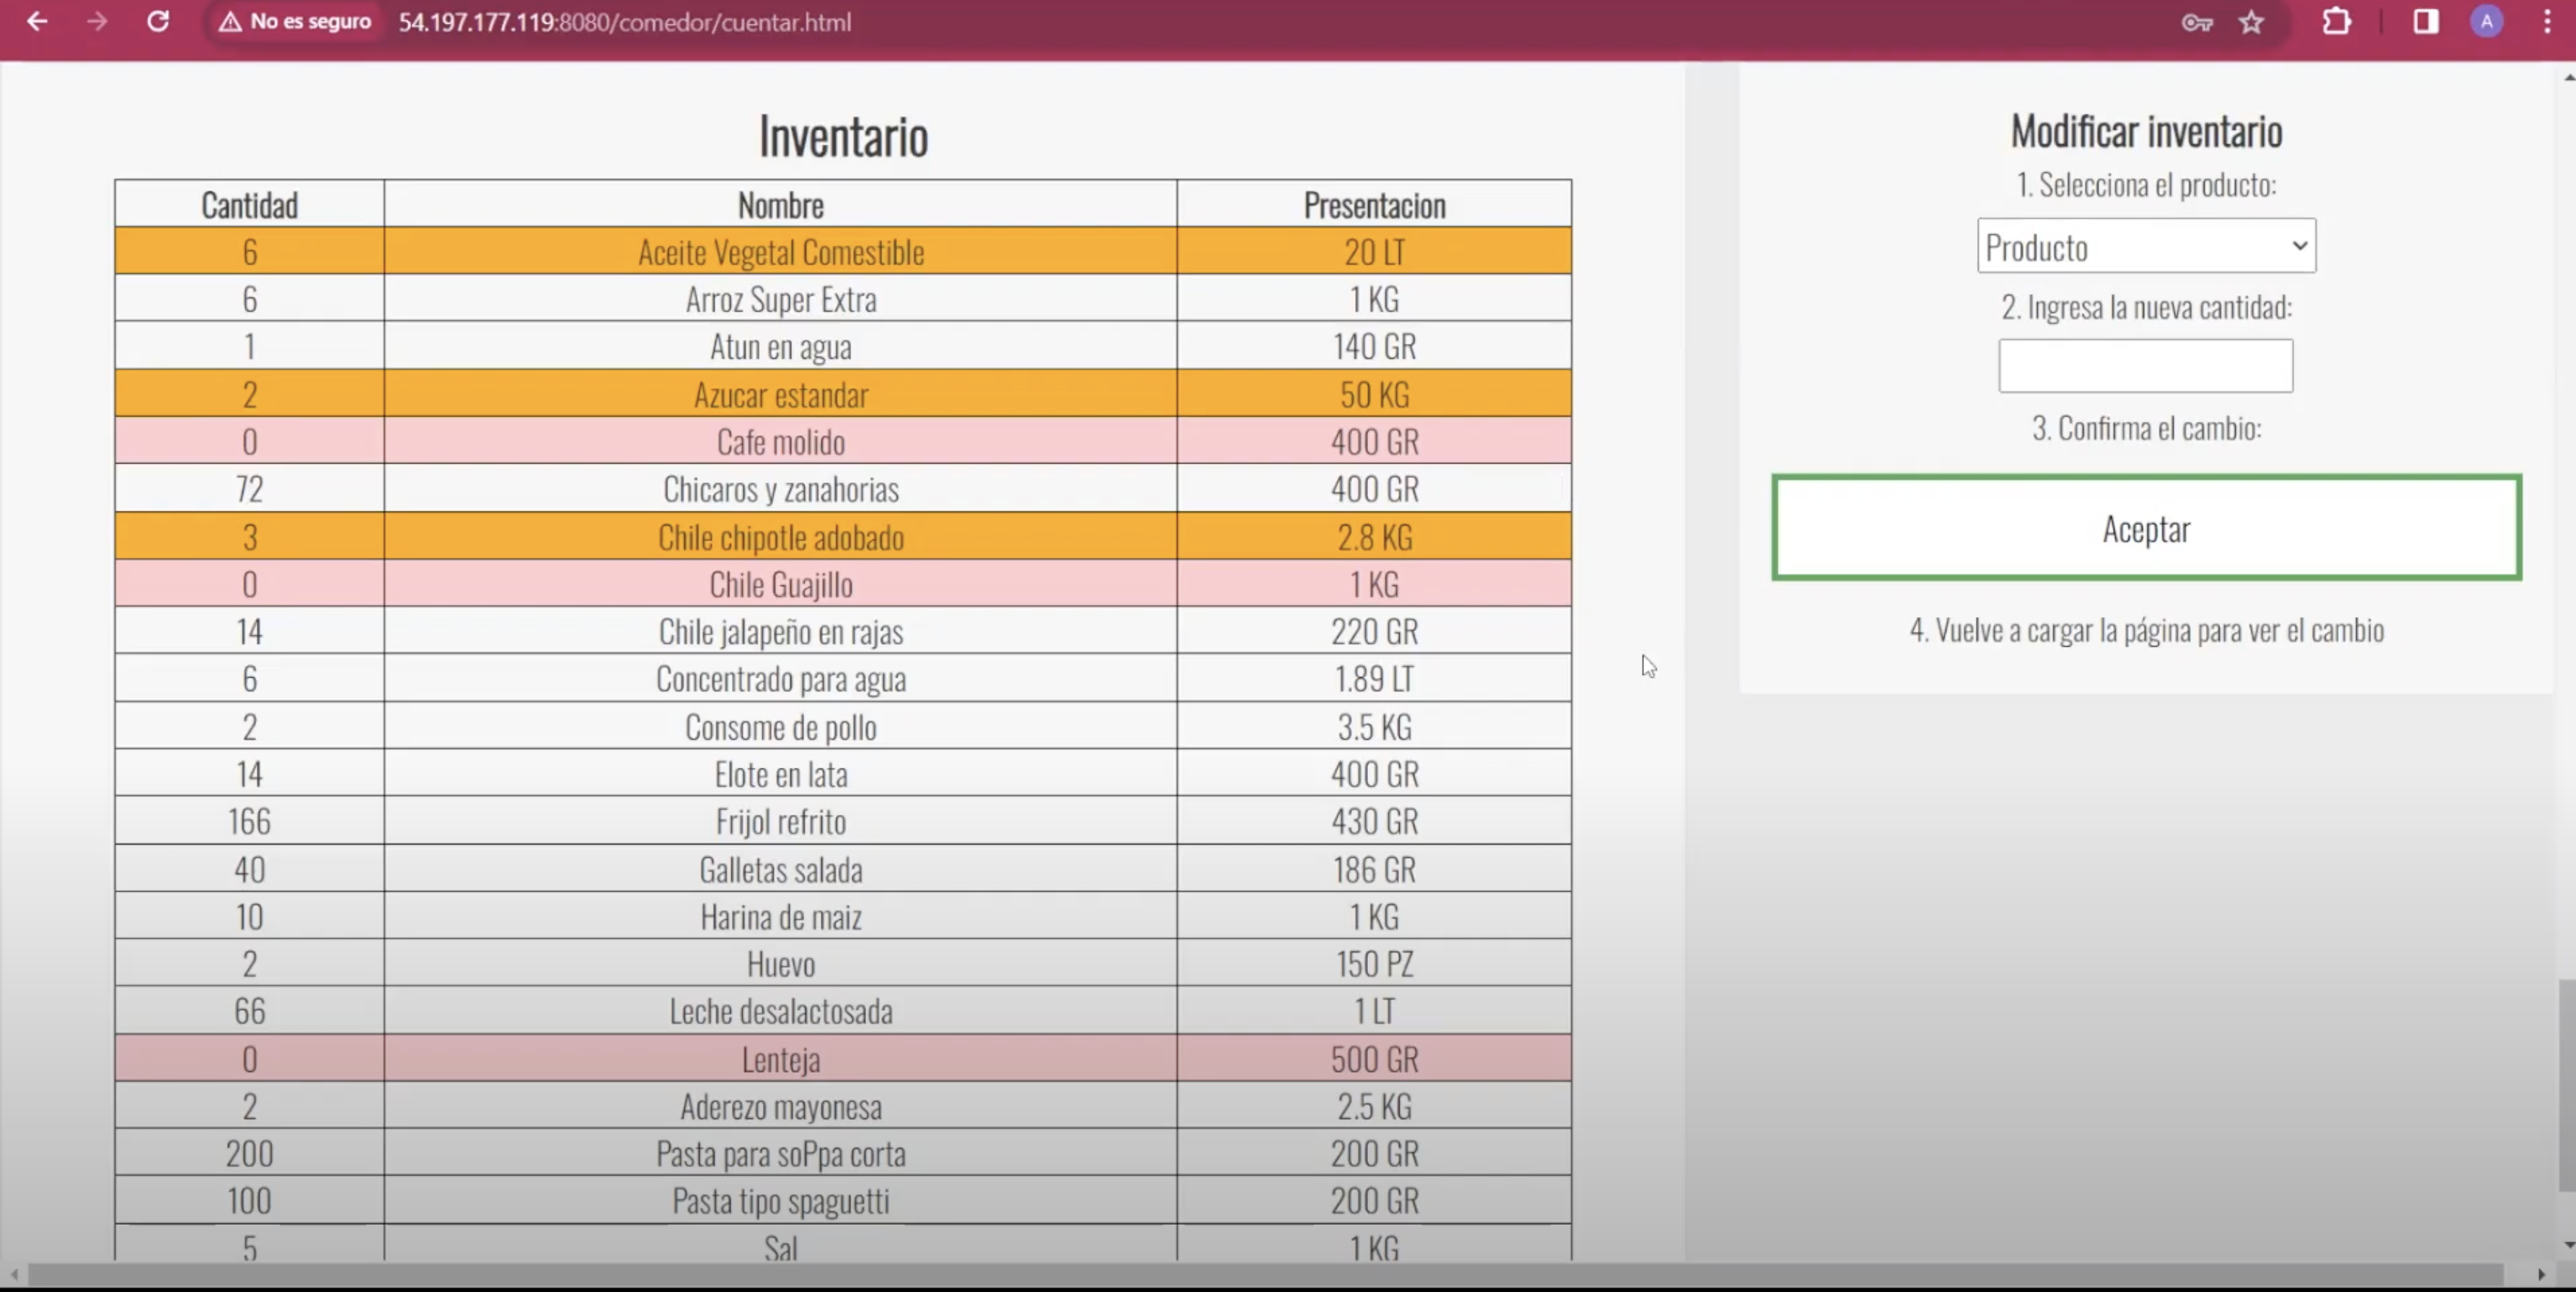 No es seguro 54.197.177.119:8080/comedor/cuentar.html
A
Inventario
Cantidad Nombre Presentacion
6 Aceite Vegetal Comestible 20 LT
6 Arroz Super Extra 1 KG
1 Atun en agua 140 GR
2 Azucar estandar 50 KG
0 Cafe molido 400 GR
72 Chicaros y zanahorias 400 GR
3 Chile chipotle adobado 2.8 KG
0 Chile Guajillo 1 KG
14 Chile jalapeño en rajas 220 GR
6 Concentrado para agua 1.89 LT
2 Consome de pollo 3.5 KG
14 Elote en lata 400 GR
166 Frijol refrito 430 GR
40 Galletas salada 186 GR
10 Harina de maiz 1 KG
2 Huevo 150 PZ
66 Leche desalactosada 1 LT
0 Lenteja 500 GR
2 Aderezo mayonesa 2.5 KG
200 Pasta para soPpa corta 200 GR
100 Pasta tipo spaguetti 200 GR
5 Sal 1 KG
Modificar inventario
1. Selecciona el producto:
Producto
2. Ingresa la nueva cantidad:
3. Confirma el cambio:
Aceptar
4. Vuelve a cargar la página para ver el cambio